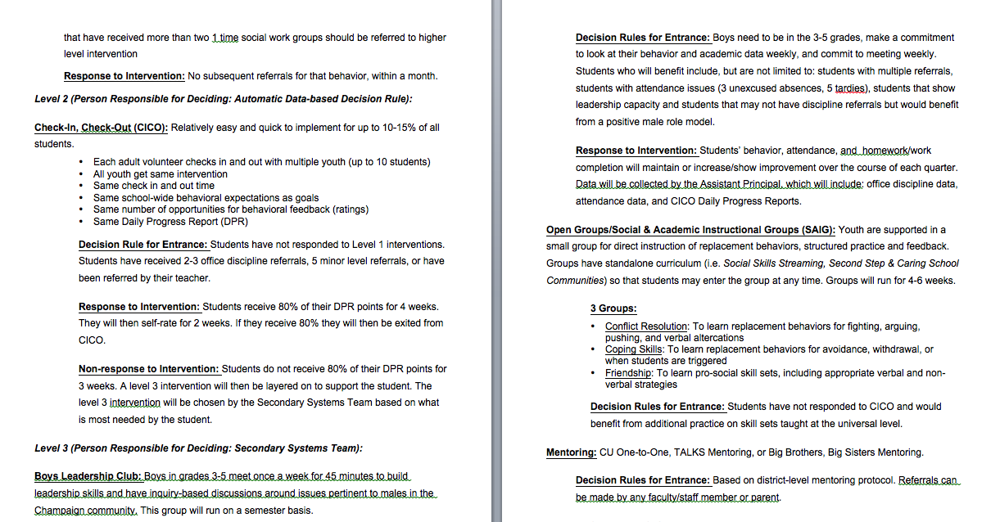 that have received more than two 1 time social work groups should be referred to higher
level intervention
Response to Intervention: No subsequent referrals for that behavior, within a month.
Level 2 (Person Responsible for Deciding: Automatic Data-based Decision Rule):
Check-In, Check-Out (CICO): Relatively easy and quick to implement for up to 10-15% of all
students.
• Each adult volunteer checks in and out with multiple youth (up to 10 students)
• All youth get same intervention
• Same check in and out time
• Same school-wide behavioral expectations as goals
• Same number of opportunities for behavioral feedback (ratings)
• Same Daily Progress Report (DPR)
Decision Rule for Entrance: Students have not responded to Level 1 interventions.
Students have received 2-3 office discipline referrals, 5 minor level referrals, or have
been referred by their teacher.
Response to Intervention: Students receive 80% of their DPR points for 4 weeks.
They will then self-rate for 2 weeks. If they receive 80% they will then be exited from
CICO.
Non-response to Intervention: Students do not receive 80% of their DPR points for
3 weeks. A level 3 intervention will then be layered on to support the student. The
level 3 intervention will be chosen by the Secondary Systems Team based on what
is most needed by the student.
Level 3 (Person Responsible for Deciding: Secondary Systems Team):
Boys Leadership Club: Boys in grades 3-5 meet once a week for 45 minutes to build
leadership skills and have inquiry-based discussions around issues pertinent to males in the
Champaign community. This group will run on a semester basis.
Decision Rules for Entrance: Boys need to be in the 3-5 grades, make a commitment
to look at their behavior and academic data weekly, and commit to meeting weekly.
Students who will benefit include, but are not limited to: students with multiple referrals,
students with attendance issues (3 unexcused absences, 5 tardies), students that show
leadership capacity and students that may not have discipline referrals but would benefit
from a positive male role model.
Response to Intervention: Students' behavior, attendance, and homework/work
completion will maintain or increase/show improvement over the course of each quarter.
Data will be collected by the Assistant Principal, which will include: office discipline data,
attendance data, and CICO Daily Progress Reports.
Open Groups/Social & Academic Instructional Groups (SAIG): Youth are supported in a
small group for direct instruction of replacement behaviors, structured practice and feedback.
Groups have standalone curriculum (i.e. Social Skills Streaming, Second Step & Caring School
Communities) so that students may enter the group at any time. Groups will run for 4-6 weeks.
3 Groups:
• Conflict Resolution: To learn replacement behaviors for fighting, arguing,
pushing, and verbal altercations
• Coping Skills: To learn replacement behaviors for avoidance, withdrawal, or
when students are triggered
• Friendship: To learn pro-social skill sets, including appropriate verbal and non-
verbal strategies
Decision Rules for Entrance: Students have not responded to CICO and would
benefit from additional practice on skill sets taught at the universal level.
Mentoring: CU One-to-One, TALKS Mentoring, or Big Brothers, Big Sisters Mentoring.
Decision Rules for Entrance: Based on district-level mentoring protocol. Referrals can
be made by any faculty/staff member or parent.